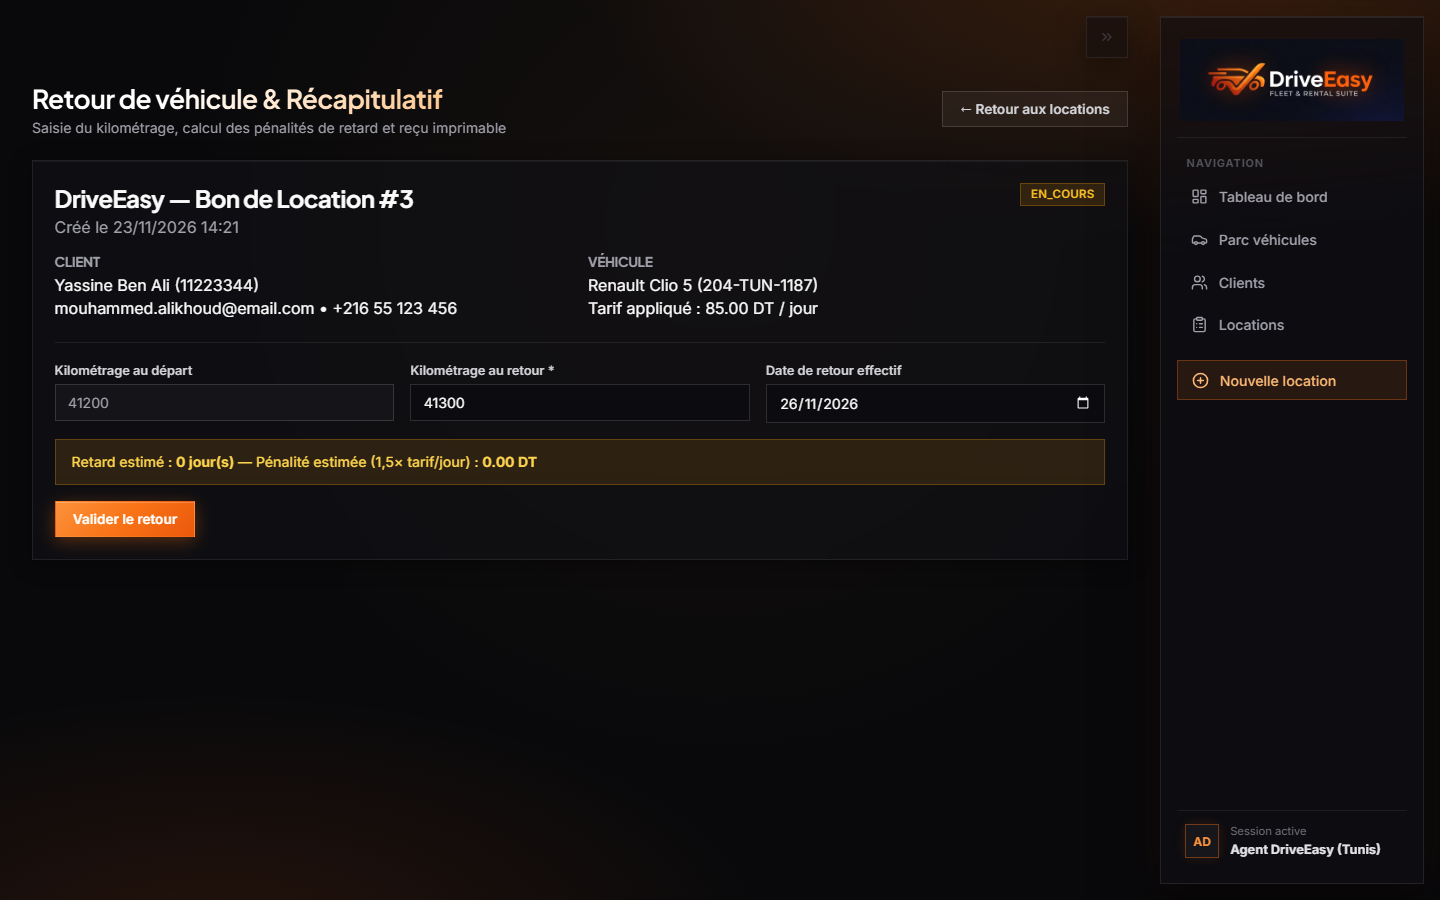 »
Retour de véhicule & Récapitulatif
Saisie du kilométrage, calcul des pénalités de retard et reçu imprimable
← Retour aux locations
DriveEasy — Bon de Location #3
EN_COURS
Créé le 23/11/2026 14:21
CLIENT
Yassine Ben Ali (11223344)
mouhammed.alikhoud@email.com • +216 55 123 456
VÉHICULE
Renault Clio 5 (204-TUN-1187)
Tarif appliqué : 85.00 DT / jour
Kilométrage au départ
41200
Kilométrage au retour *
41300
Date de retour effectif
26/11/2026
Retard estimé : 0 jour(s) — Pénalité estimée (1,5× tarif/jour) : 0.00 DT
Valider le retour
DriveEasy
FLEET & RENTAL SUITE
NAVIGATION
Tableau de bord
Parc véhicules
Clients
Locations
Nouvelle location
AD
Session active
Agent DriveEasy (Tunis)